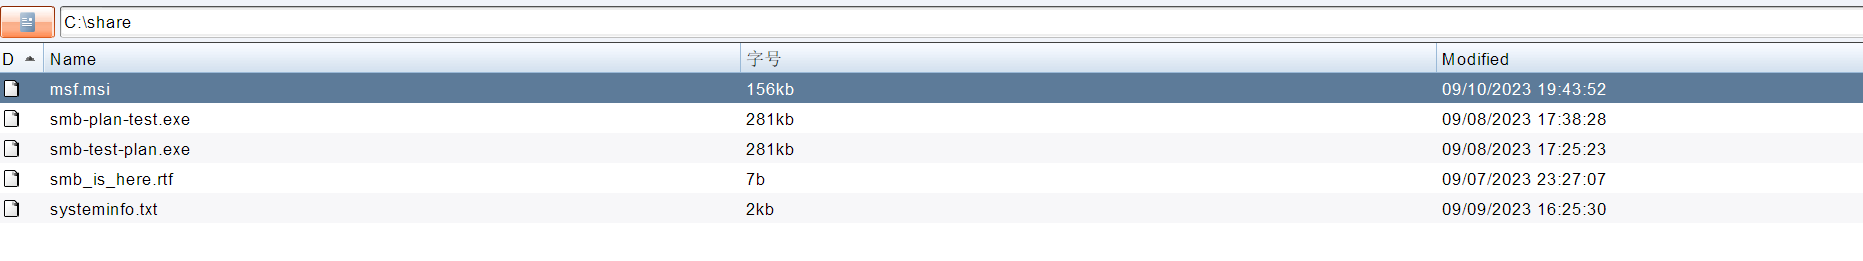 C:\share
D Name 字号 Modified
msf.msi 156kb 09/10/2023 19:43:52
smb-plan-test.exe 281kb 09/08/2023 17:38:28
smb-test-plan.exe 281kb 09/08/2023 17:25:23
smb_is_here.rtf 7b 09/07/2023 23:27:07
systeminfo.txt 2kb 09/09/2023 16:25:30